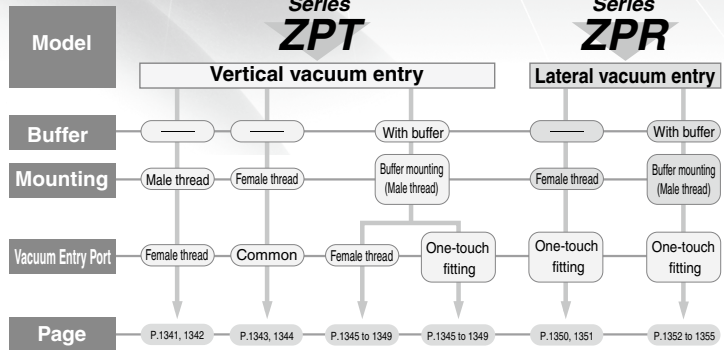 Series Series
ZPT ZPR
Model
Vertical vacuum entry Lateral vacuum entry
Buffer — — With buffer — With buffer
Mounting Male thread Female thread Buffer mounting (Male thread) Female thread Buffer mounting (Male thread)
Vacuum Entry Port Female thread Common Female thread One-touch fitting One-touch fitting One-touch fitting
Page P.1341, 1342 P.1343, 1344 P.1345 to 1349 P.1345 to 1349 P.1350, 1351 P.1352 to 1355